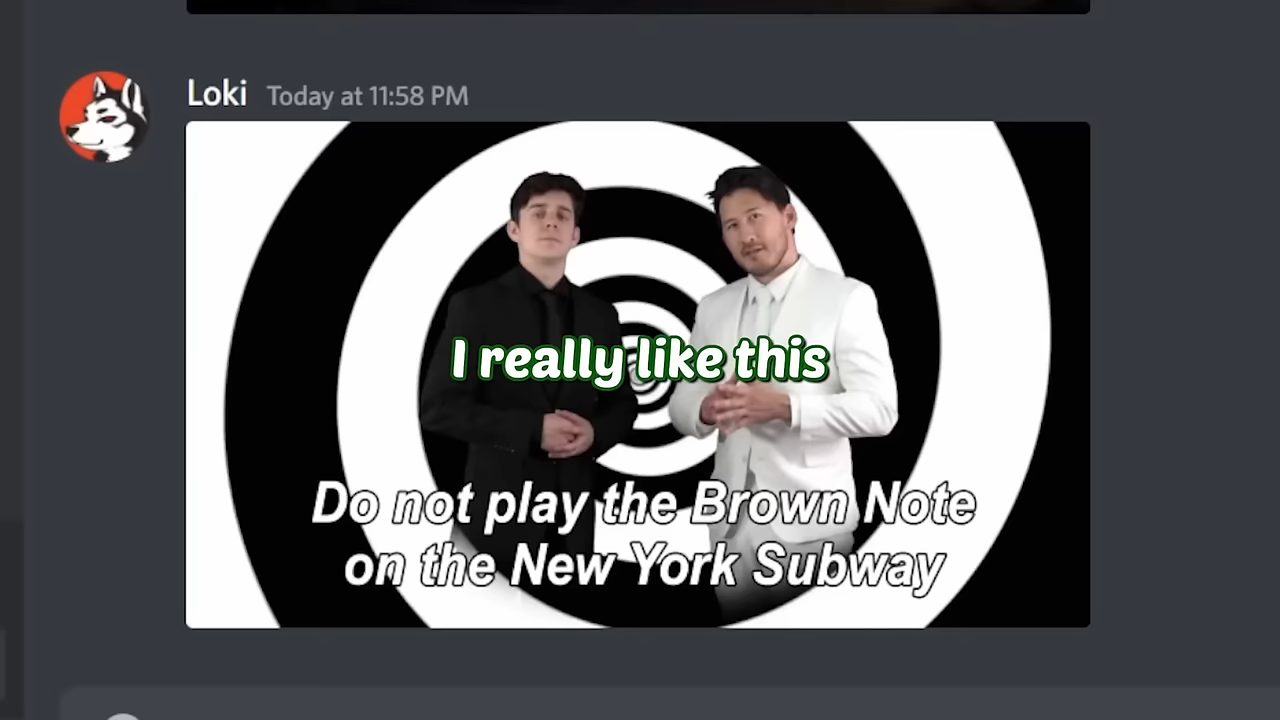 Loki Today at 11:58 PM
I really like this
Do not play the Brown Note
on the New York Subway